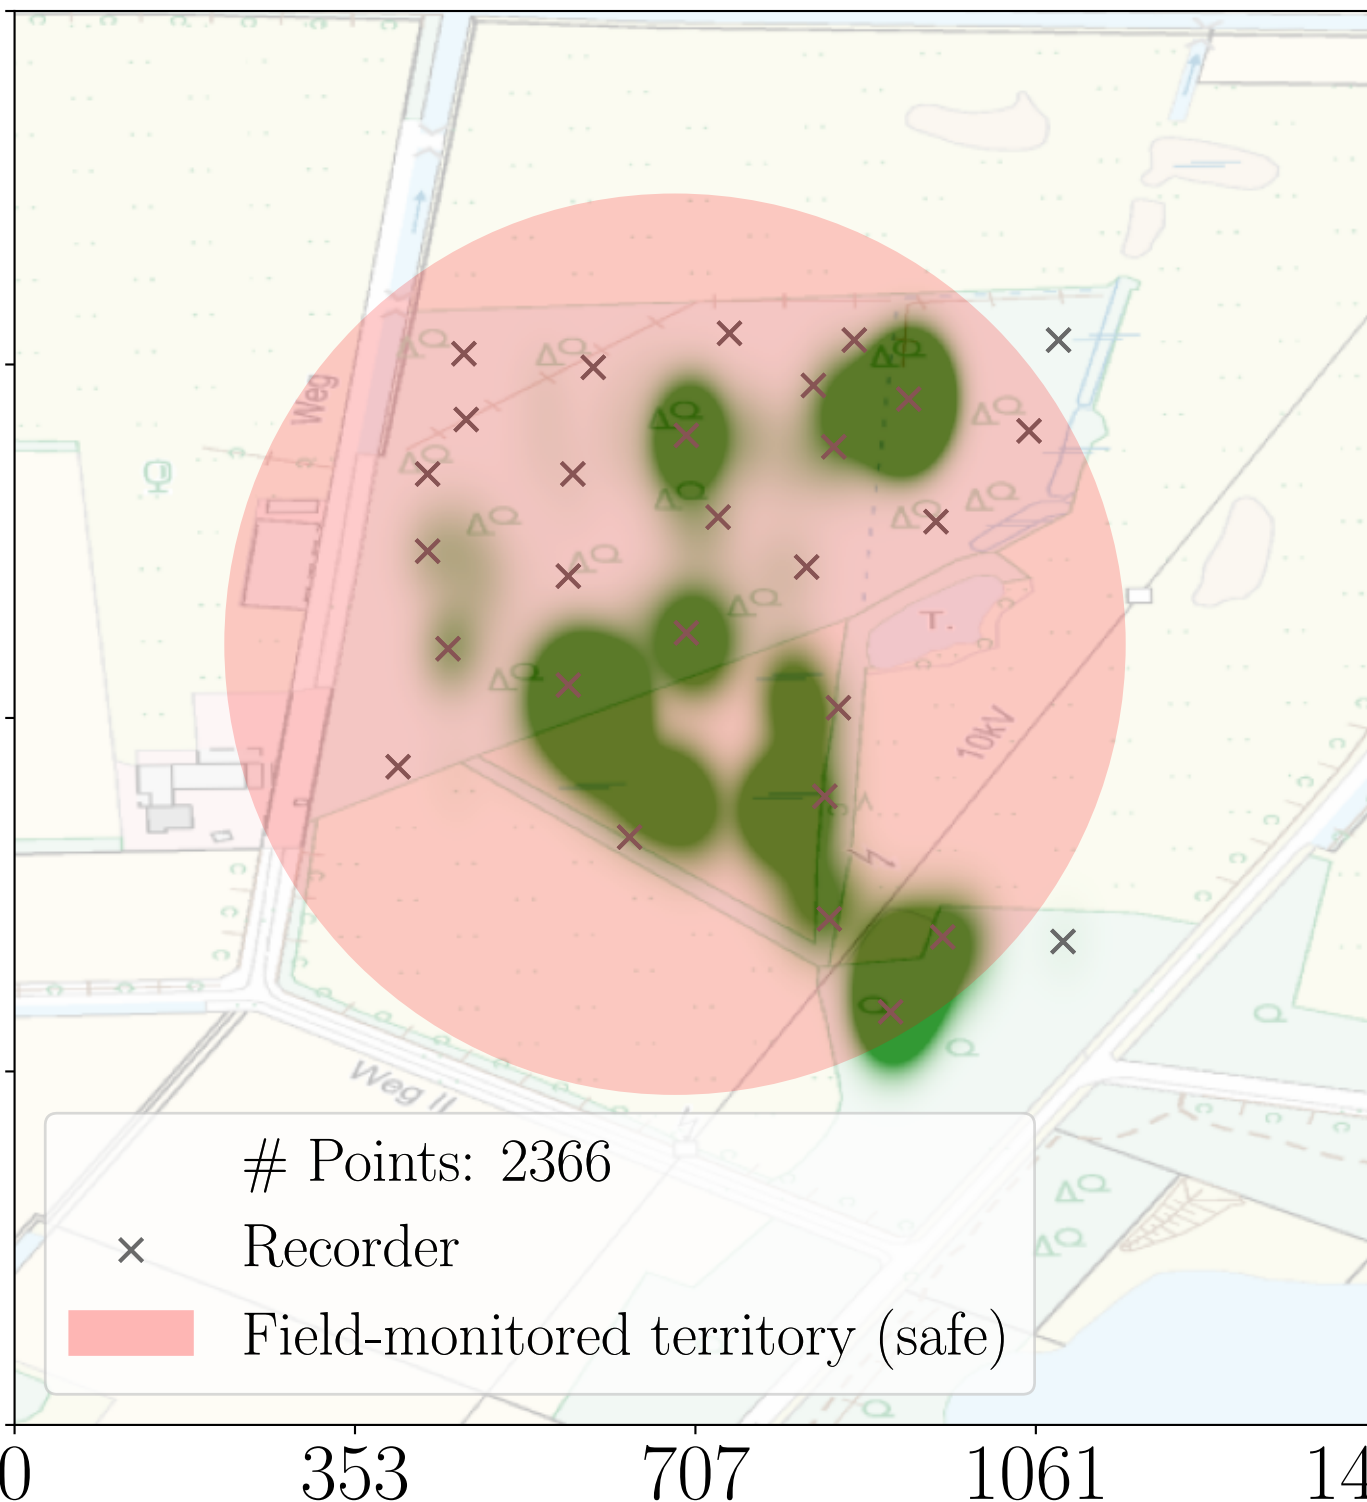 Weg
T.
10kV
Weg II
# Points: 2366
Recorder
Field-monitored territory (safe)
0
353
707
1061
14